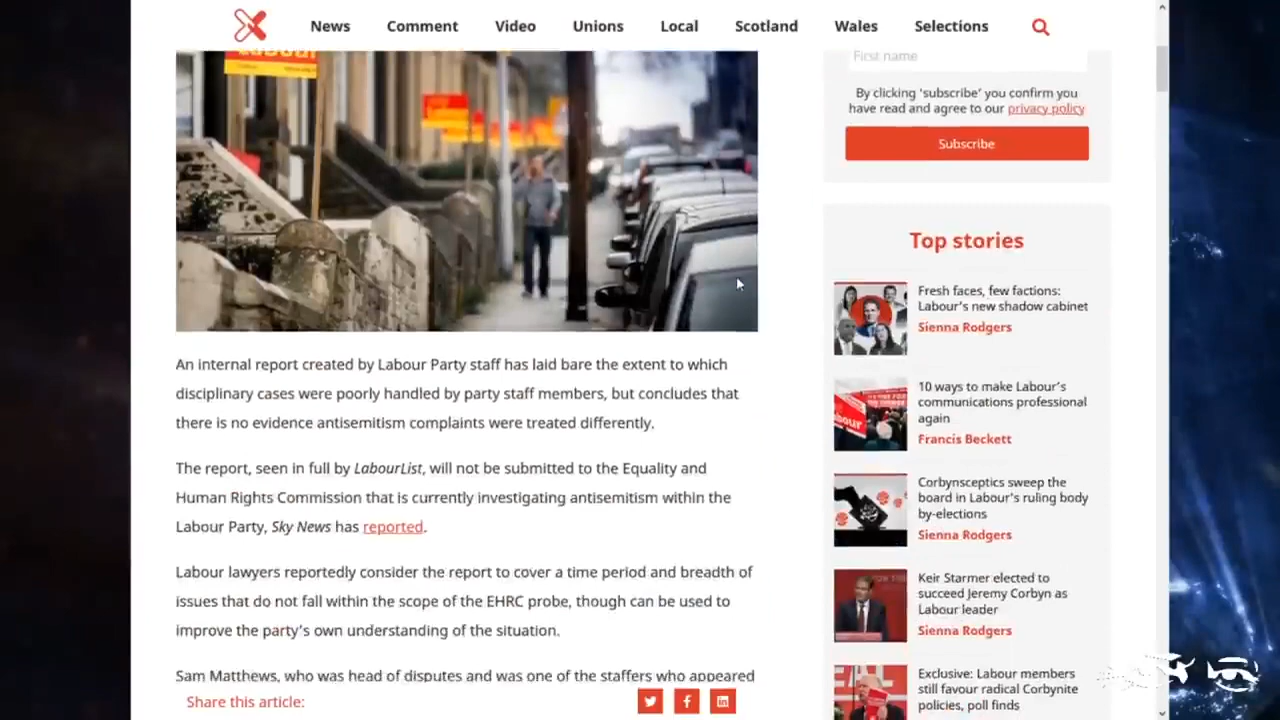 News Comment Video Unions Local Scotland Wales Selections
Labour
First name
By clicking 'subscribe' you confirm you
have read and agree to our privacy policy
Subscribe
An internal report created by Labour Party staff has laid bare the extent to which
disciplinary cases were poorly handled by party staff members, but concludes that
there is no evidence antisemitism complaints were treated differently.
The report, seen in full by LabourList, will not be submitted to the Equality and
Human Rights Commission that is currently investigating antisemitism within the
Labour Party, Sky News has reported.
Labour lawyers reportedly consider the report to cover a time period and breadth of
issues that do not fall within the scope of the EHRC probe, though can be used to
improve the party's own understanding of the situation.
Sam Matthews, who was head of disputes and was one of the staffers who appeared
Share this article:
Top stories
Fresh faces, few factions:
Labour's new shadow cabinet
Sienna Rodgers
10 ways to make Labour's
communications professional
again
Francis Beckett
Corbynsceptics sweep the
board in Labour's ruling body
by-elections
Sienna Rodgers
Keir Starmer elected to
succeed Jeremy Corbyn as
Labour leader
Sienna Rodgers
Exclusive: Labour members
still favour radical Corbynite
policies, poll finds